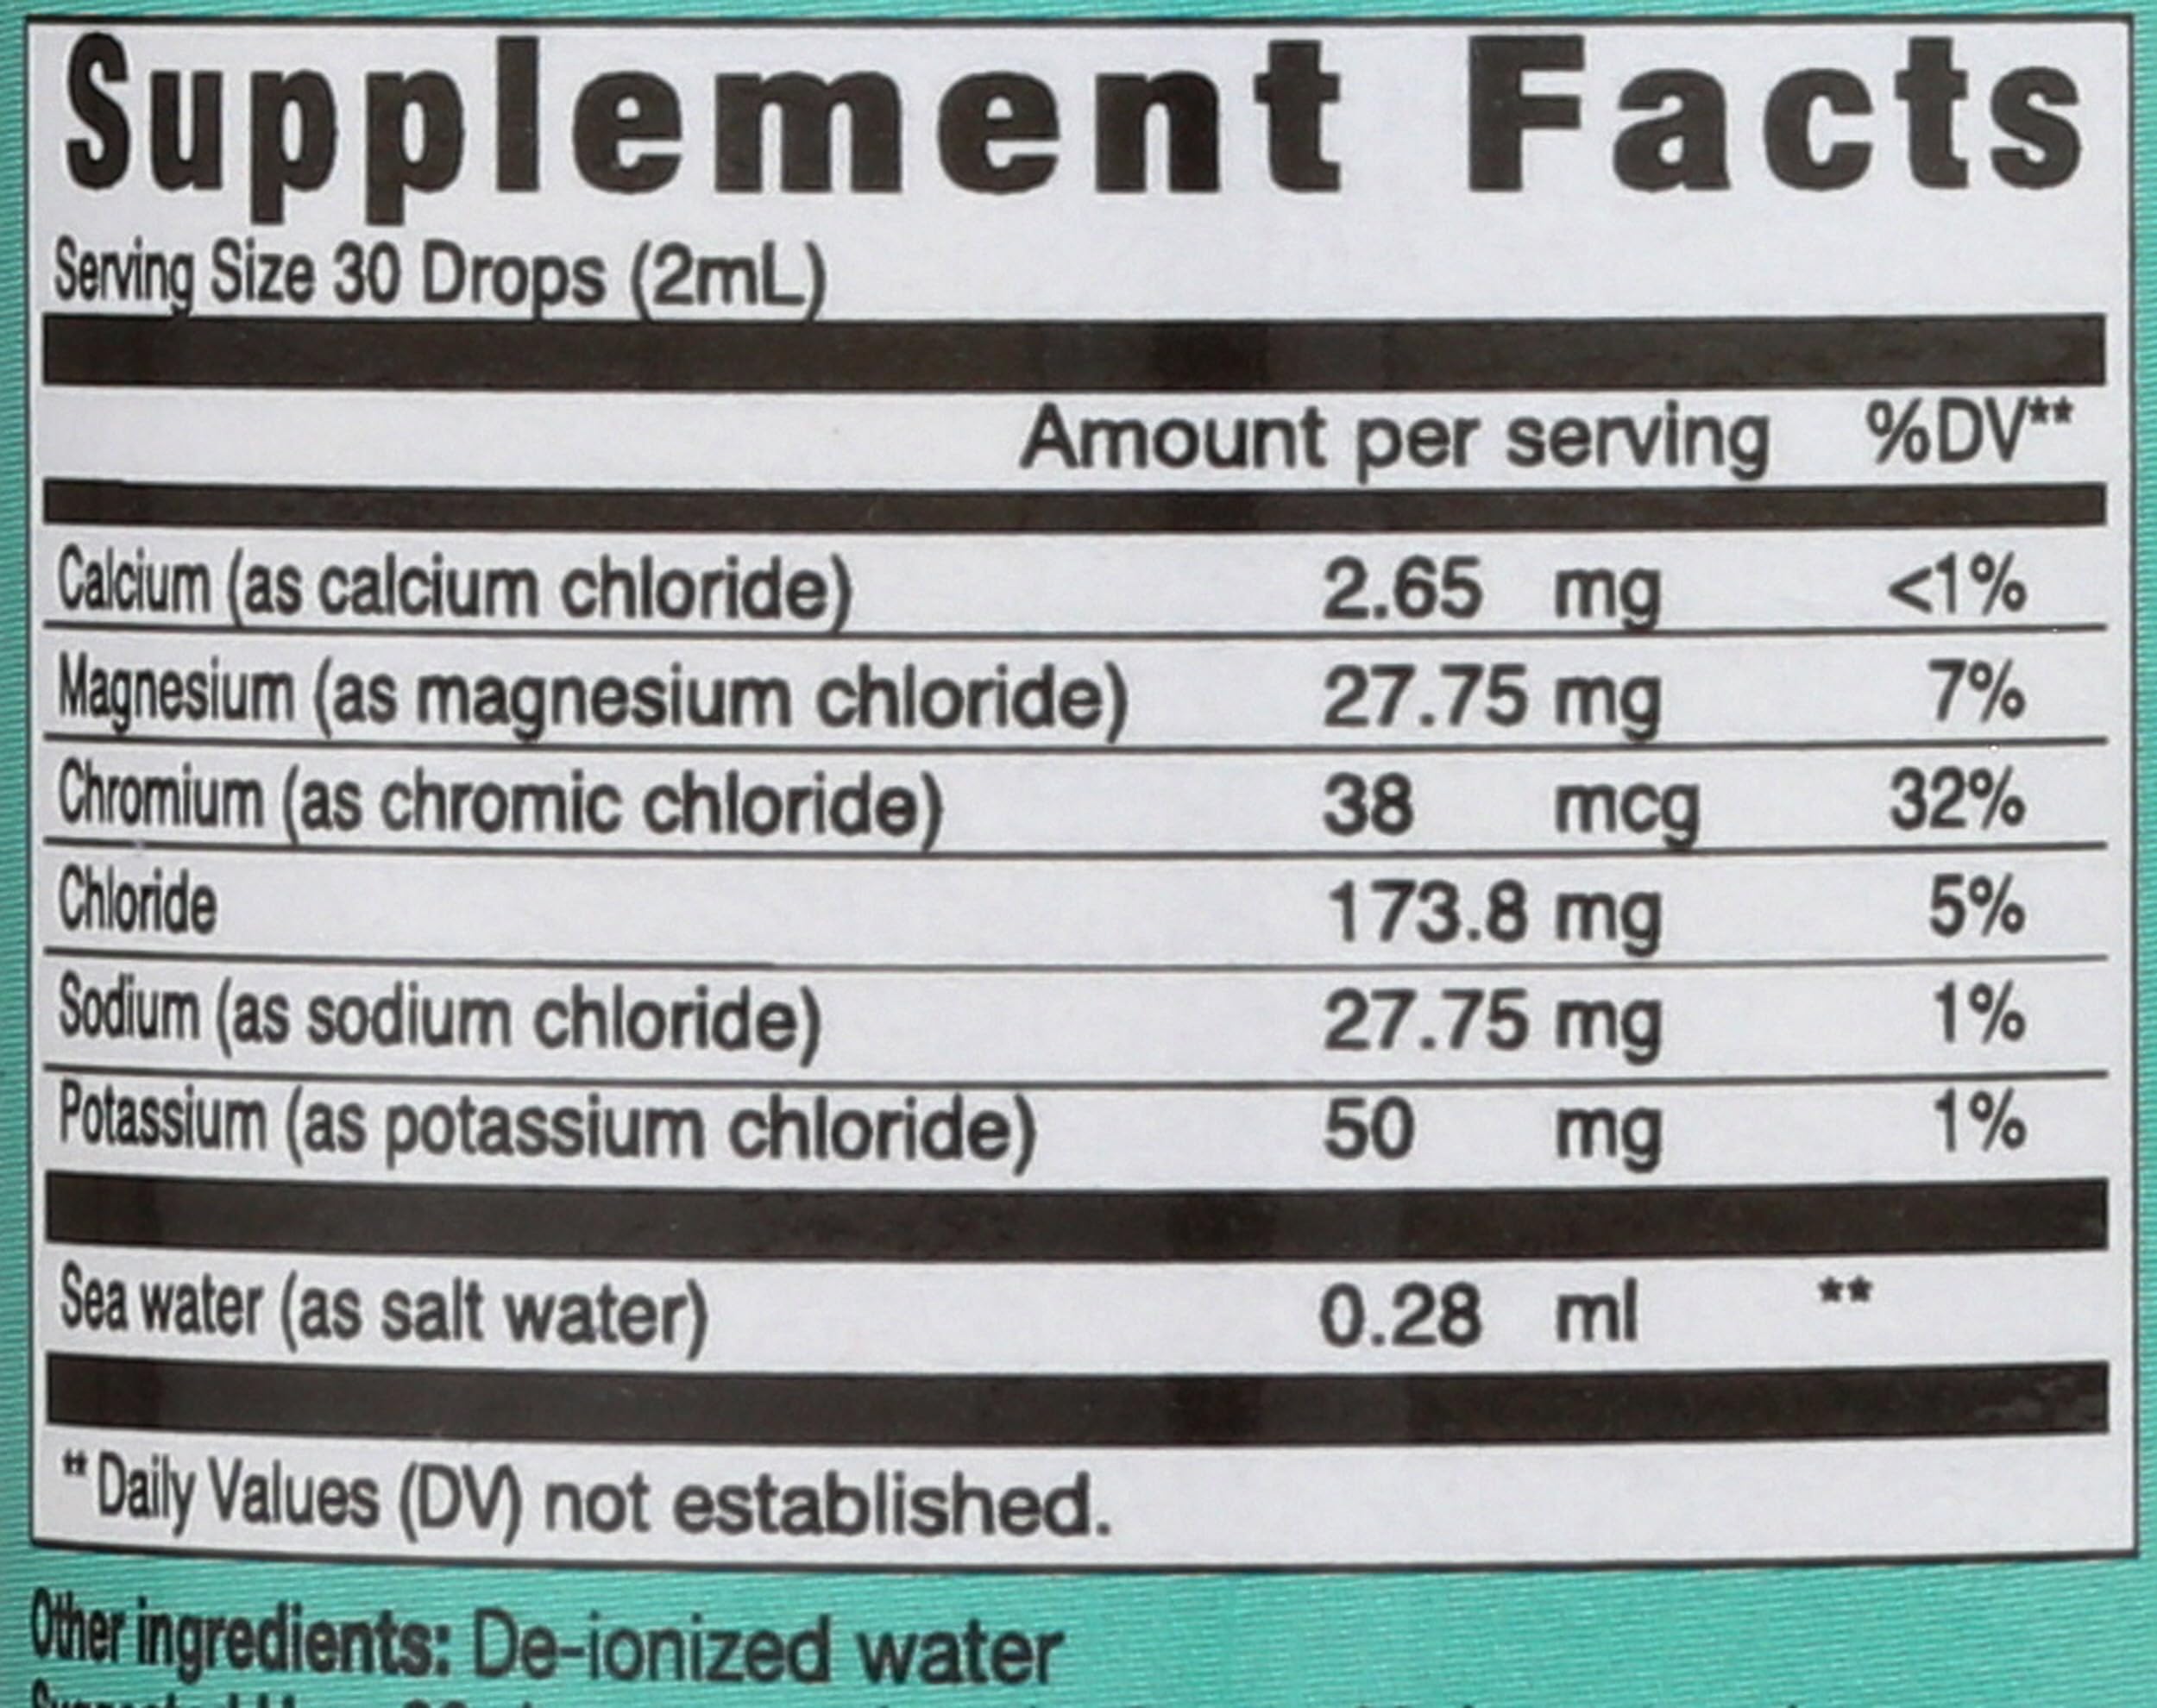 Supplement Facts
Serving Size 30 Drops (2mL)
Amount per serving %DV**
Calcium (as calcium chloride) 2.65 mg <1%
Magnesium (as magnesium chloride) 27.75 mg 7%
Chromium (as chromic chloride) 38 mcg 32%
Chloride 173.8 mg 5%
Sodium (as sodium chloride) 27.75 mg 1%
Potassium (as potassium chloride) 50 mg 1%
Sea water (as salt water) 0.28 ml **
** Daily Values (DV) not established.
Other ingredients: De-ionized water